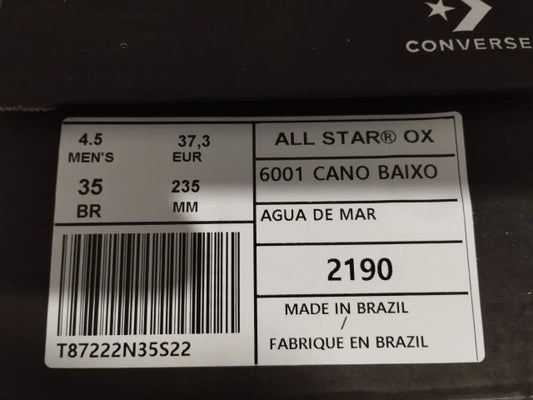 CONVERSE
4.5
MEN'S
37,3
EUR
35
BR
235
MM
T87222N35S22
ALL STAR® OX
6001 CANO BAIXO
AGUA DE MAR
2190
MADE IN BRAZIL
/
FABRIQUE EN BRAZIL